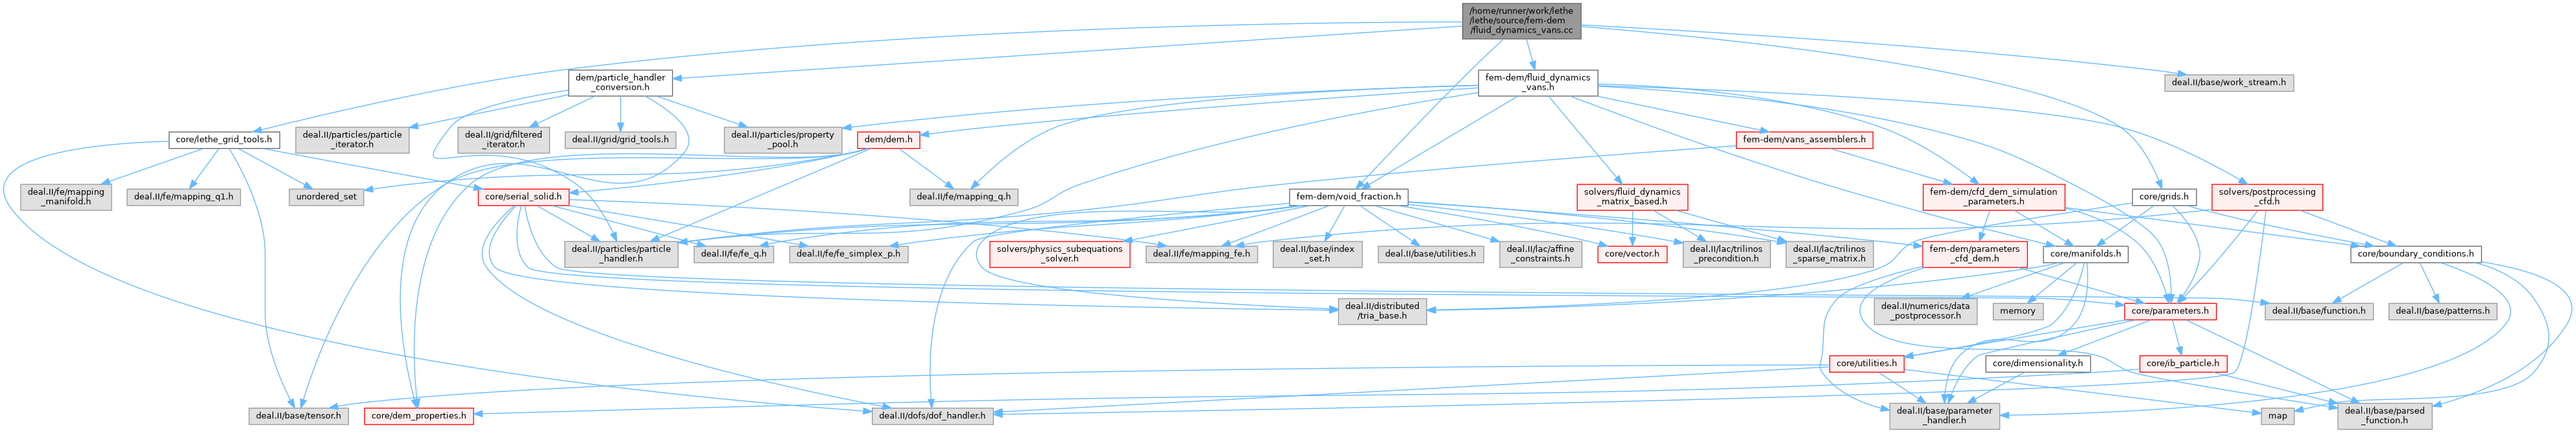 /home/runner/work/lethe
/lethe/source/fem-dem
/fluid_dynamics_vans.cc
dem/particle_handler
_conversion.h
fem-dem/fluid_dynamics
_vans.h
deal.II/base/work_stream.h
core/lethe_grid_tools.h
deal.II/particles/particle
_iterator.h
deal.II/grid/filtered
_iterator.h
deal.II/grid/grid_tools.h
deal.II/particles/property
_pool.h
dem/dem.h
fem-dem/vans_assemblers.h
deal.II/fe/mapping
_manifold.h
deal.II/fe/mapping_q1.h
unordered_set
core/serial_solid.h
deal.II/fe/mapping_q.h
fem-dem/void_fraction.h
solvers/fluid_dynamics
_matrix_based.h
fem-dem/cfd_dem_simulation
_parameters.h
core/grids.h
solvers/postprocessing
_cfd.h
deal.II/particles/particle
_handler.h
deal.II/fe/fe_q.h
deal.II/fe/fe_simplex_p.h
solvers/physics_subequations
_solver.h
deal.II/fe/mapping_fe.h
deal.II/base/index
_set.h
deal.II/base/utilities.h
deal.II/lac/affine
_constraints.h
core/vector.h
deal.II/lac/trilinos
_precondition.h
deal.II/lac/trilinos
_sparse_matrix.h
fem-dem/parameters
_cfd_dem.h
core/manifolds.h
core/boundary_conditions.h
deal.II/distributed
/tria_base.h
deal.II/numerics/data
_postprocessor.h
memory
core/parameters.h
deal.II/base/function.h
deal.II/base/patterns.h
core/utilities.h
core/dimensionality.h
core/ib_particle.h
deal.II/base/tensor.h
core/dem_properties.h
deal.II/dofs/dof_handler.h
deal.II/base/parameter
_handler.h
map
deal.II/base/parsed
_function.h